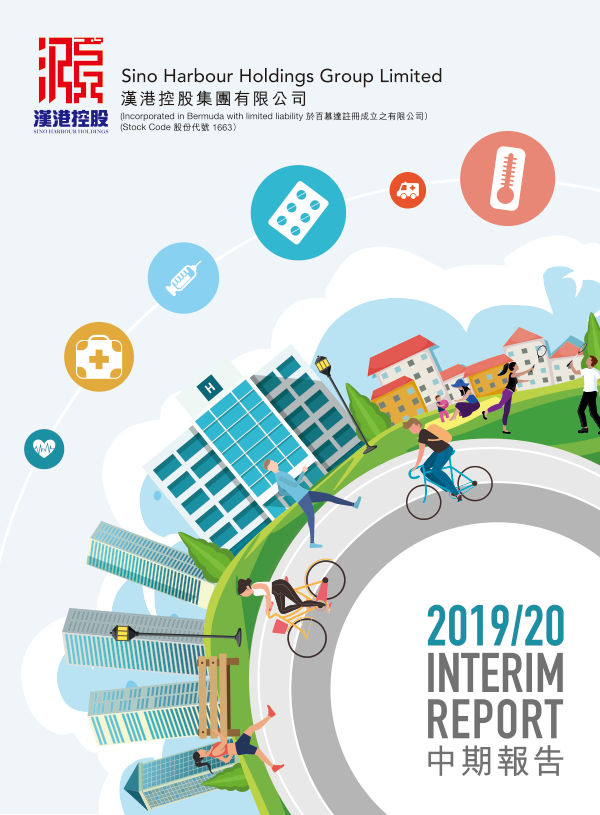 漢港控股
SINO HARBOUR HOLDINGS
Sino Harbour Holdings Group Limited
漢港控股集團有限公司
(Incorporated in Bermuda with limited liability 於百慕達註冊成立之有限公司)
(Stock Code 股份代號 1663)
H
2019/20
INTERIM
REPORT
中期報告